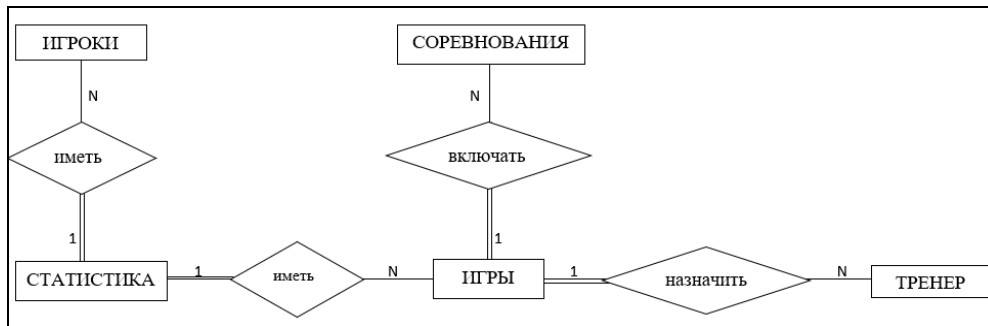 ИГРОКИ
СОРЕВНОВАНИЯ
N
N
иметь
включать
1
1
СТАТИСТИКА
1
иметь
N
ИГРЫ
1
назначить
N
ТРЕНЕР